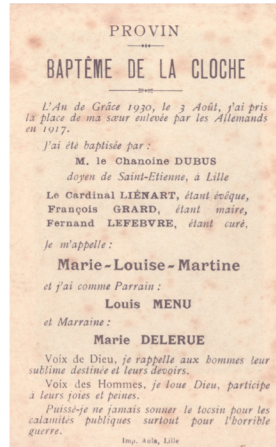 PROVIN
BAPTÊME DE LA CLOCHE
L'An de Grâce 1930, le 3 Août, j'ai pris
la place de ma sœur enlevée par les Allemands
en 1917.
J'ai été baptisée par :
M. le Chanoine DUBUS
doyen de Saint-Etienne, à Lille
Le Cardinal LIÉNART, étant évêque,
François GRARD, étant maire,
Fernand LEFEBVRE, étant curé.
Je m'appelle :
Marie-Louise-Martine
et j'ai comme Parrain :
Louis MENU
et Marraine :
Marie DELERUE
Voix de Dieu, je rappelle aux hommes leur
sublime destinée et leurs devoirs.
Voix des Hommes, je loue Dieu, participe
à leurs joies et peines.
Puissé-je ne jamais sonner le tocsin pour les
calamités publiques surtout pour l'horrible
guerre.
Imp. Aula, Lille